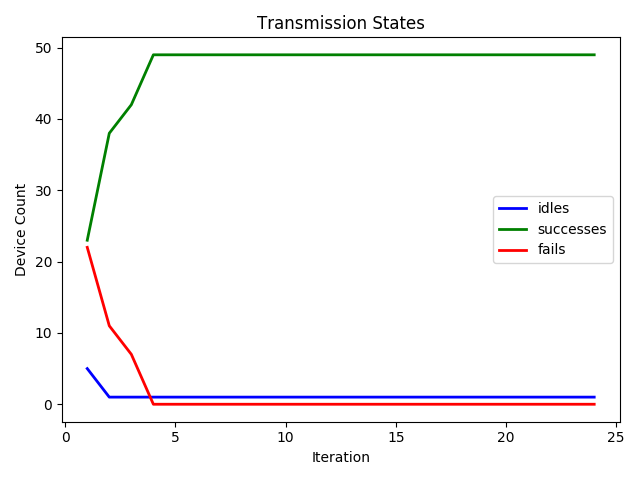 Transmission States
Device Count
50
40
30
20
10
0
idles
successes
fails
0 5 10 15 20 25
Iteration